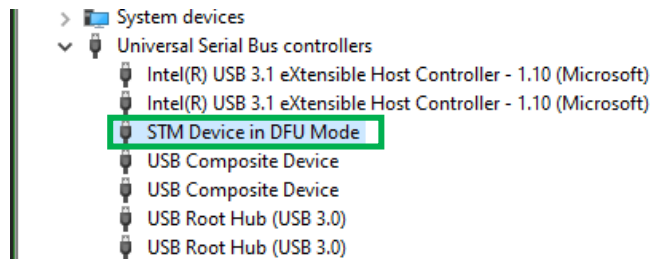 System devices
Universal Serial Bus controllers
Intel(R) USB 3.1 eXtensible Host Controller - 1.10 (Microsoft)
Intel(R) USB 3.1 eXtensible Host Controller - 1.10 (Microsoft)
STM Device in DFU Mode
USB Composite Device
USB Composite Device
USB Root Hub (USB 3.0)
USB Root Hub (USB 3.0)